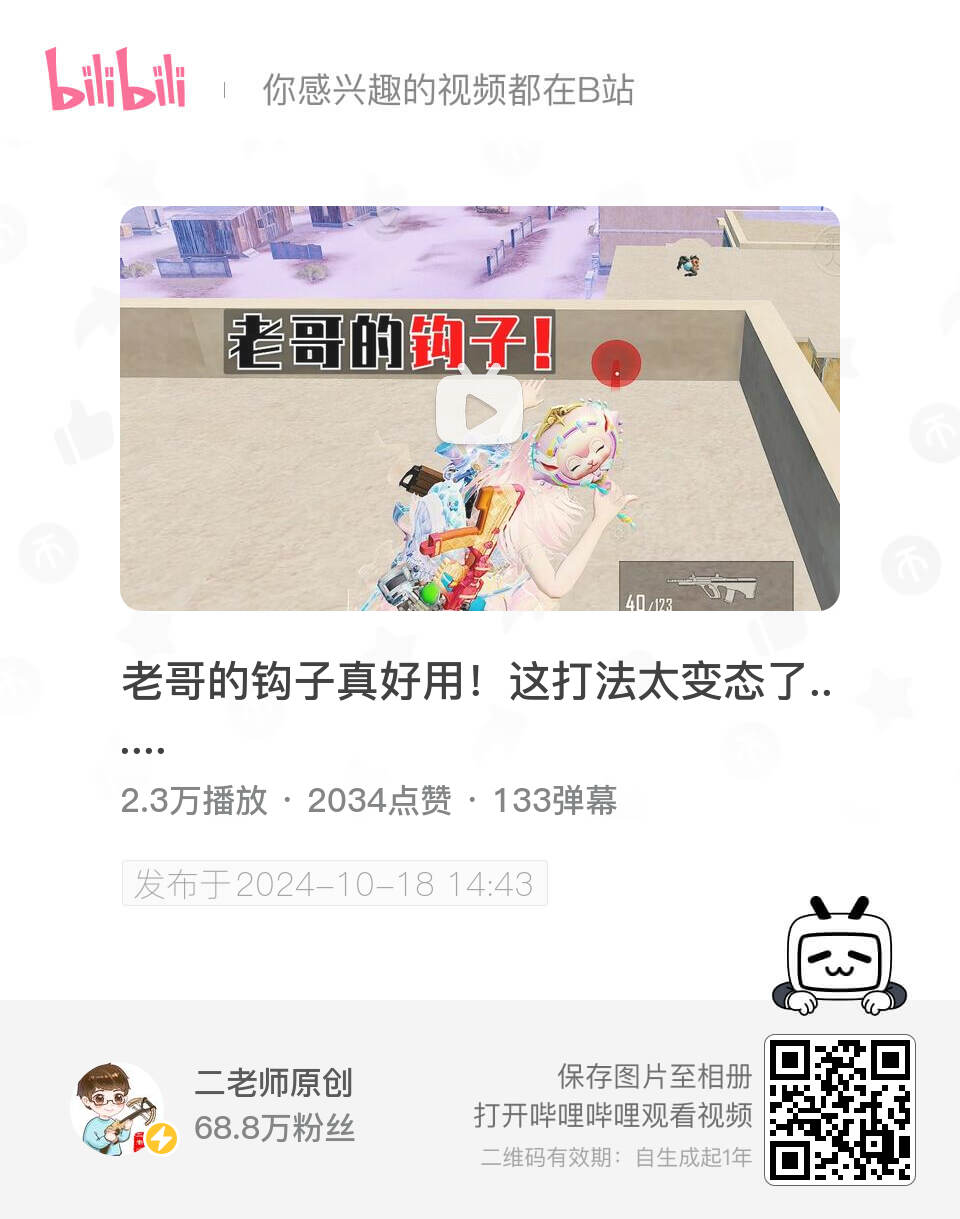 bilibili
你感兴趣的视频都在B站
老哥的钩子!
40/123
老哥的钩子真好用！这打法太变态了..
....
2.3万播放 · 2034点赞 · 133弹幕
发布于2024-10-18 14:43
二老师原创
68.8万粉丝
保存图片至相册
打开哔哩哔哩观看视频
二维码有效期：自生成起1年